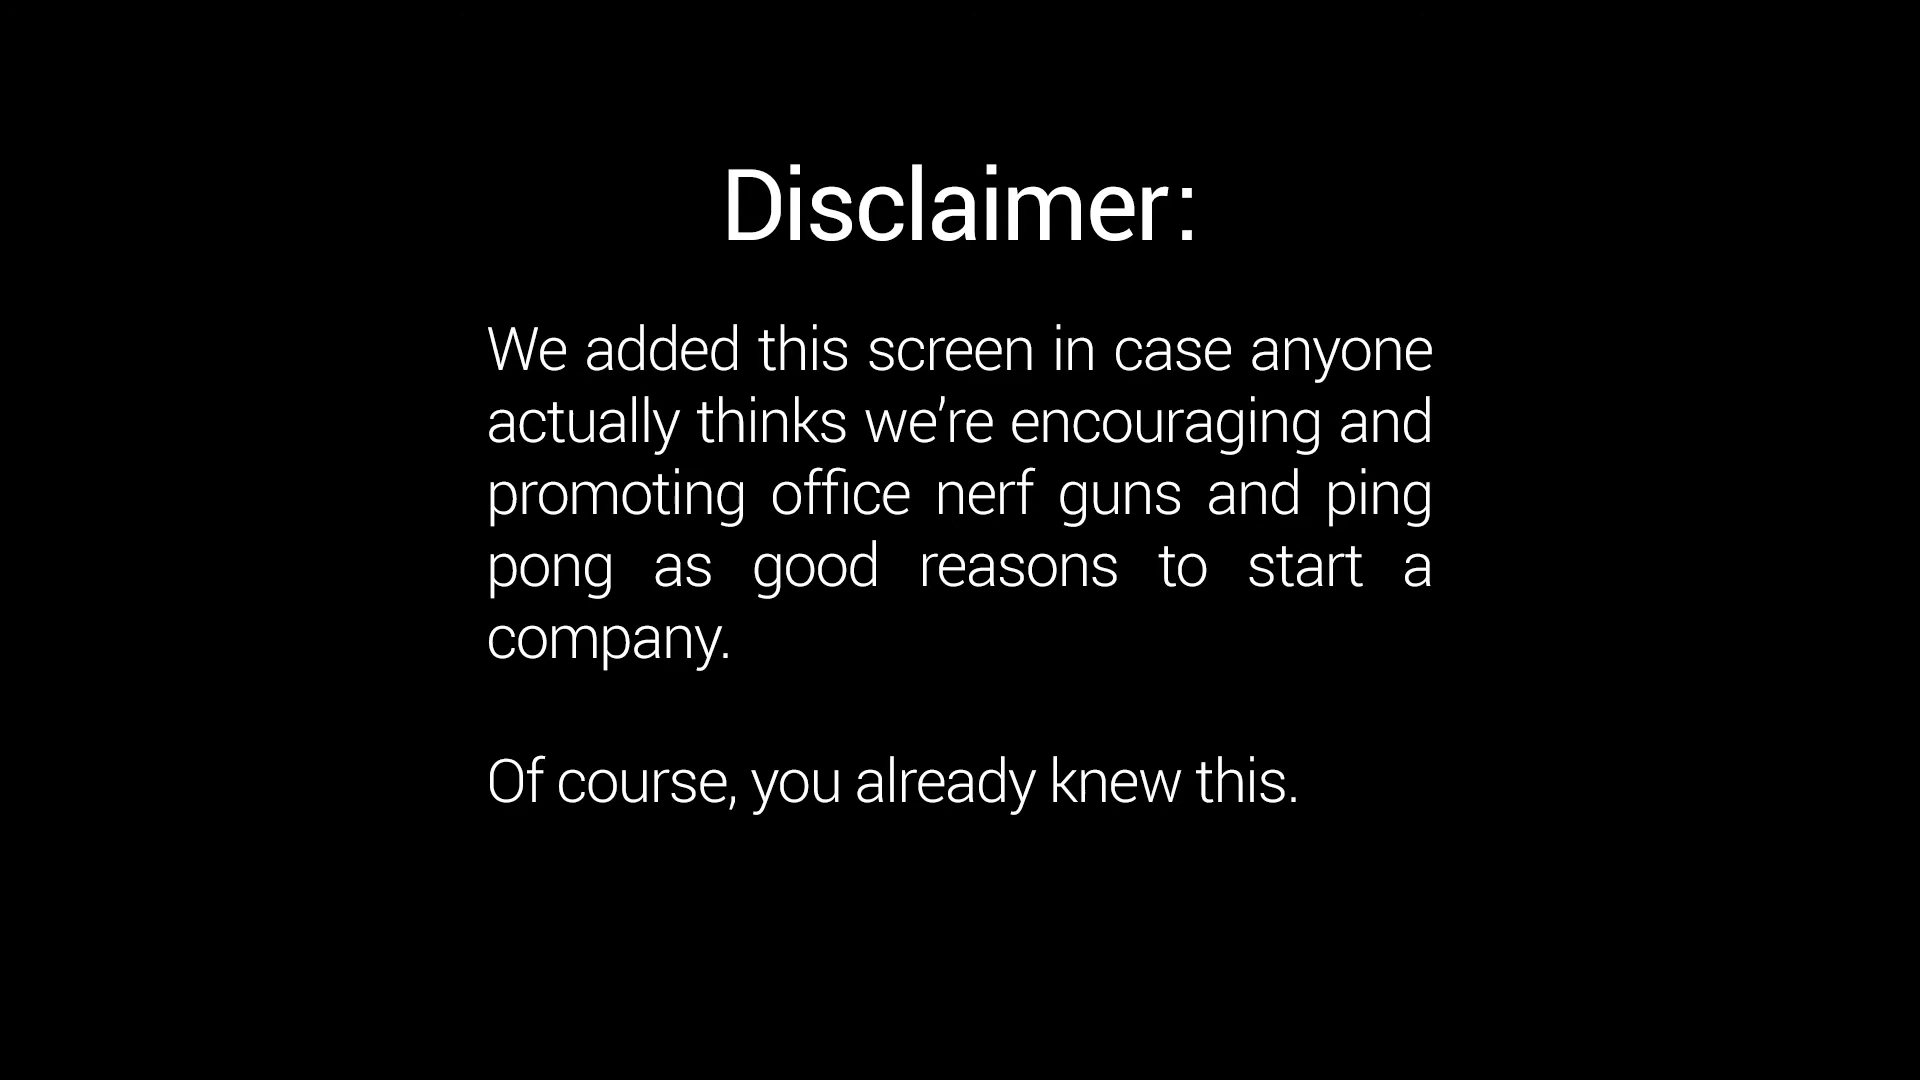 Disclaimer:
We added this screen in case anyone
actually thinks we’re encouraging and
promoting office nerf guns and ping
pong as good reasons to start a
company.
Of course, you already knew this.